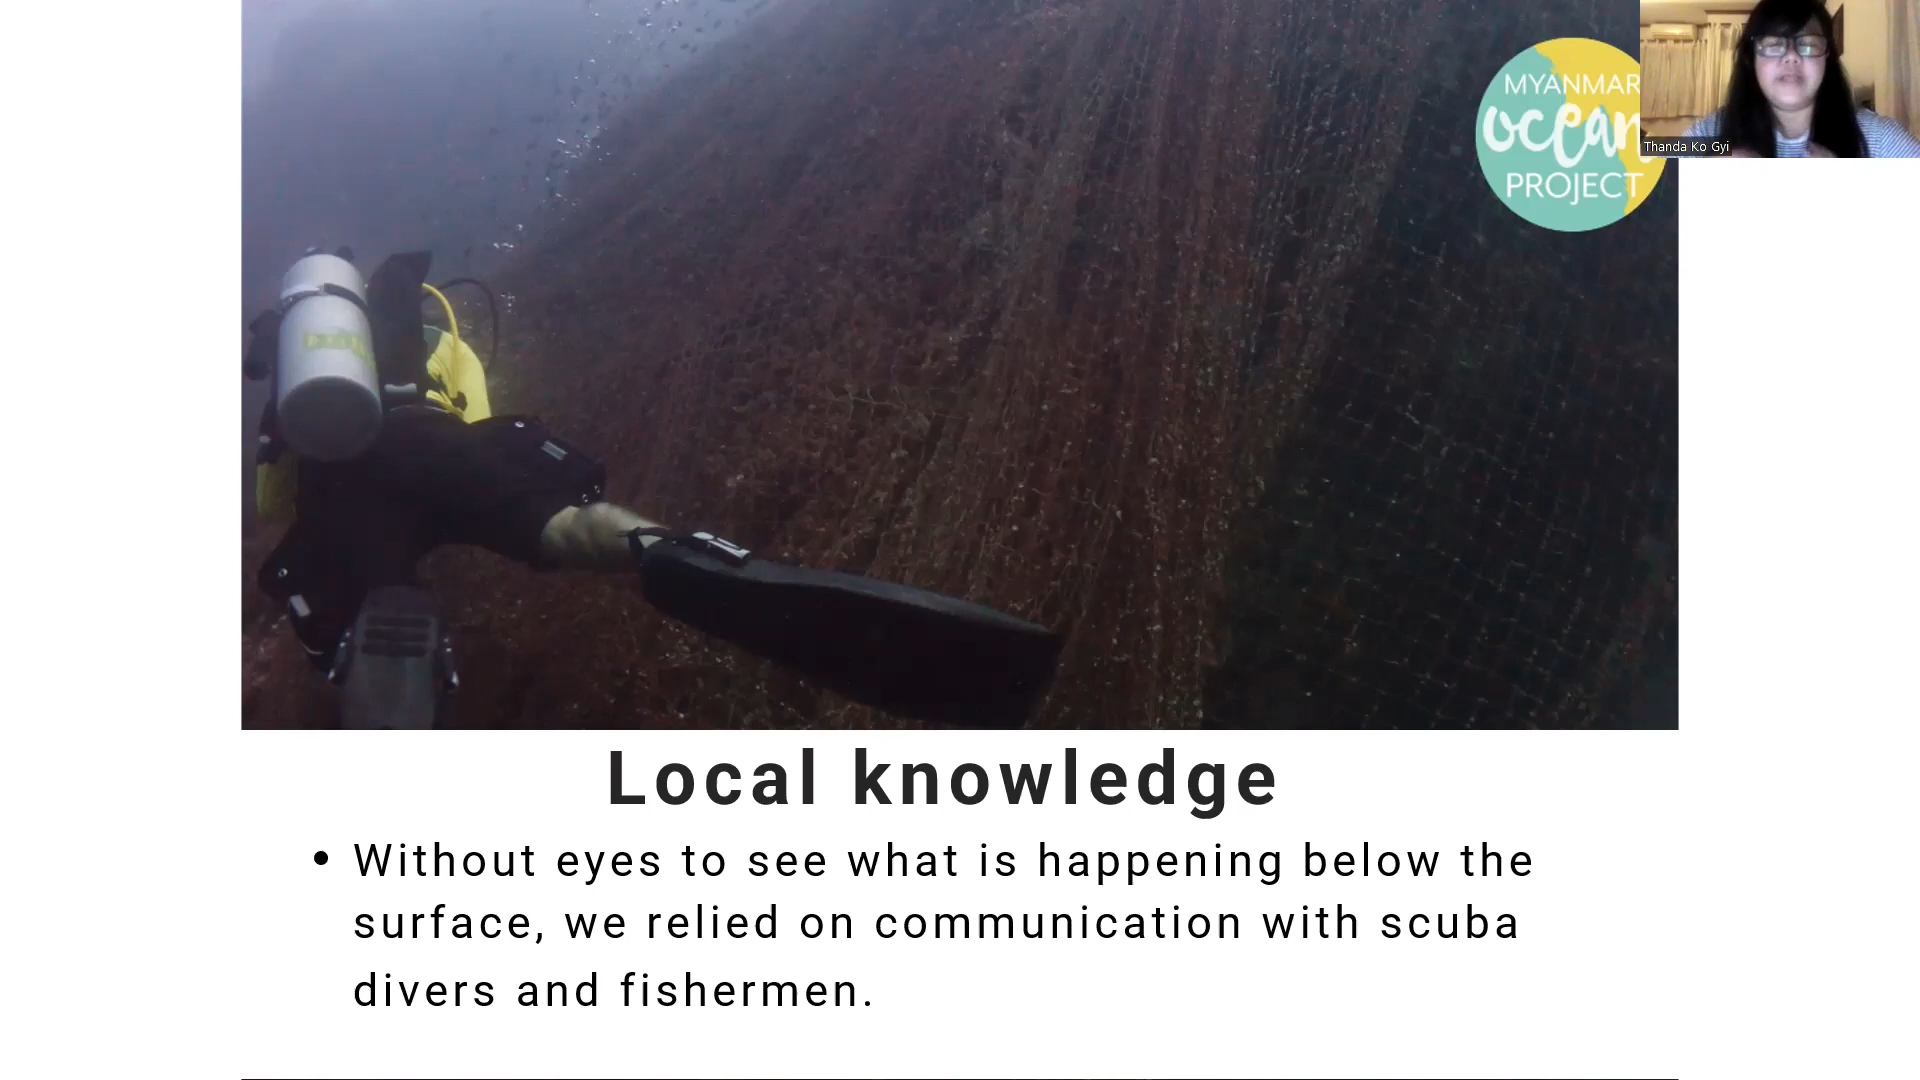 MYANMAR
ocean
PROJECT
Thanda Ko Gyi
Local knowledge
• Without eyes to see what is happening below the
surface, we relied on communication with scuba
divers and fishermen.